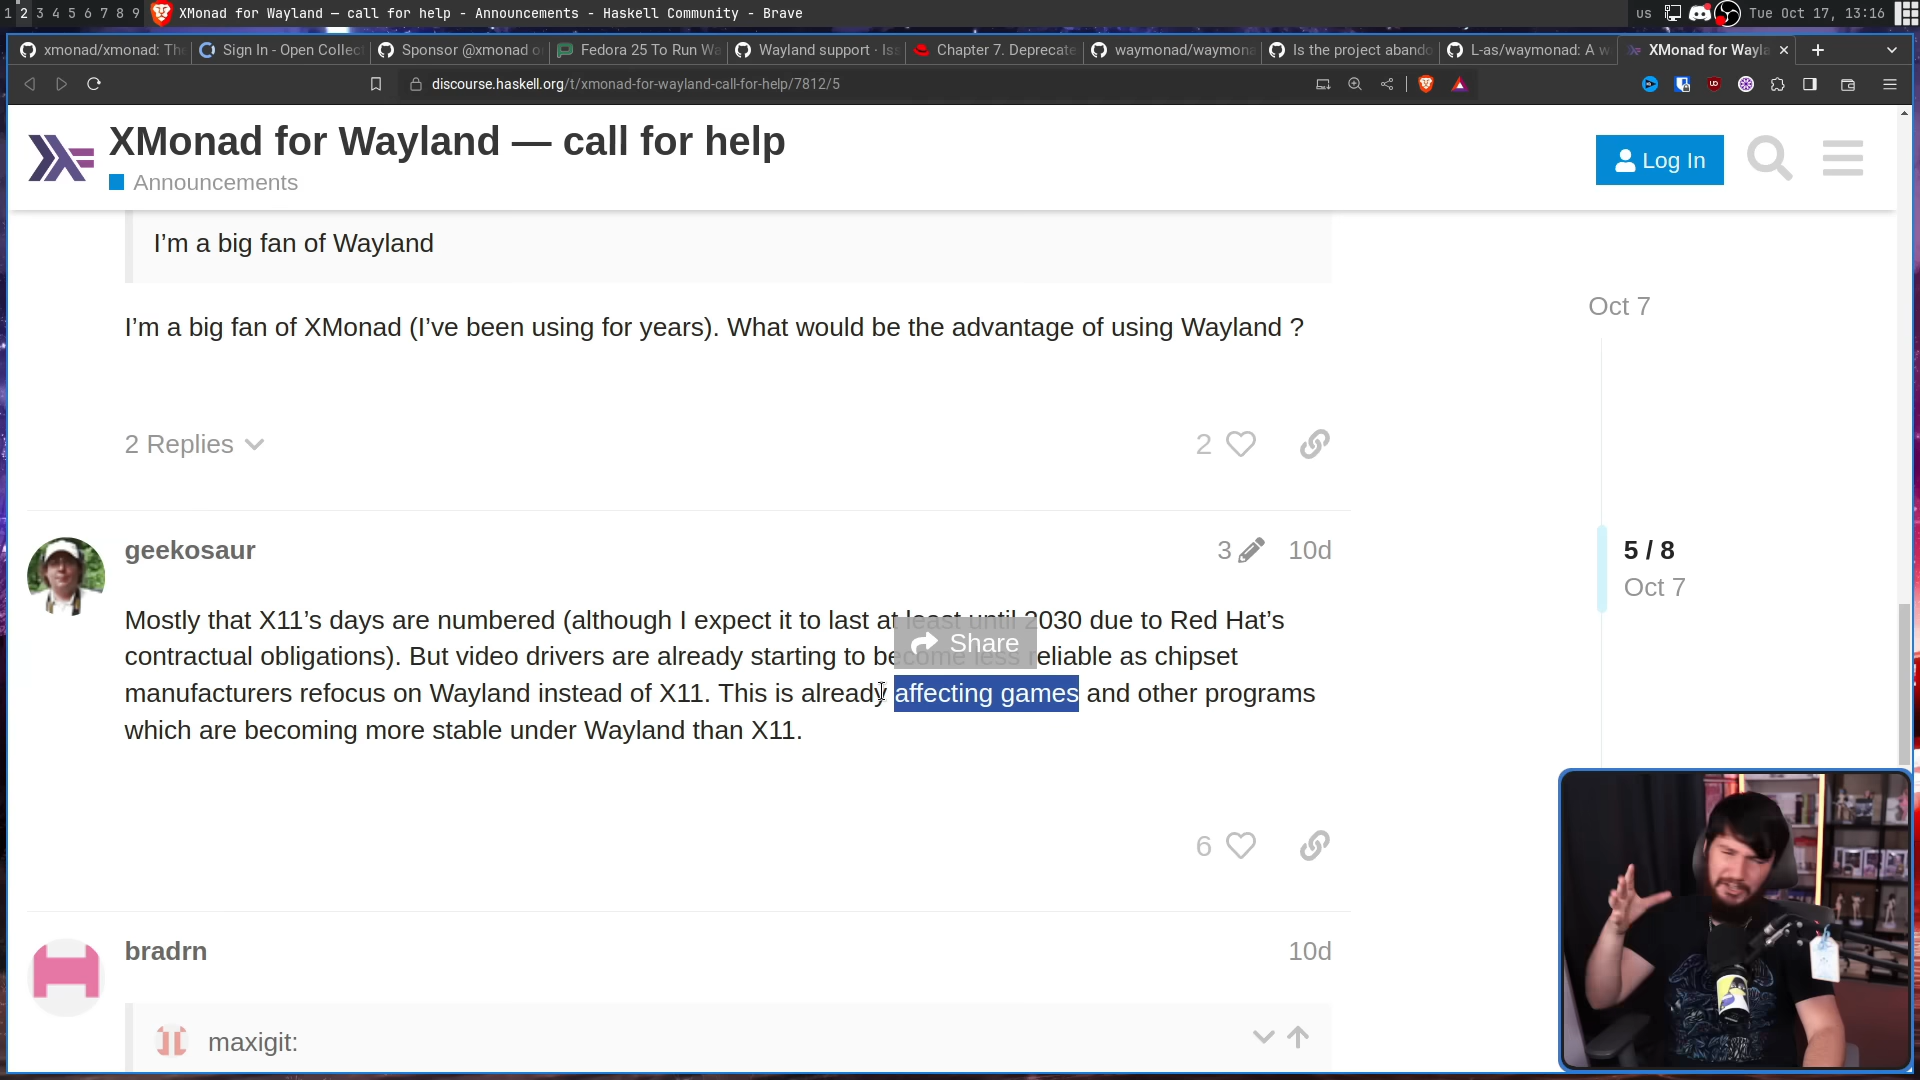 1 2 3 4 5 6 7 8 9 XMonad for Wayland — call for help - Announcements - Haskell Community - Brave us Tue Oct 17, 13:16
xmonad/xmonad: The Sign In - Open Collect Sponsor @xmonad o Fedora 25 To Run Wa Wayland support · Iss Chapter 7. Deprecate waymonad/waymona Is the project abando L-as/waymonad: A w XMonad for Wayla
discourse.haskell.org/t/xmonad-for-wayland-call-for-help/7812/5
XMonad for Wayland — call for help
Announcements
Log In
I’m a big fan of Wayland
Oct 7
I’m a big fan of XMonad (I’ve been using for years). What would be the advantage of using Wayland ?
2 Replies 2
geekosaur 3 10d
5 / 8
Oct 7
Mostly that X11’s days are numbered (although I expect it to last at least until 2030 due to Red Hat’s
Share
contractual obligations). But video drivers are already starting to become less reliable as chipset
manufacturers refocus on Wayland instead of X11. This is already affecting games and other programs
which are becoming more stable under Wayland than X11.
6
bradrn 10d
maxigit: